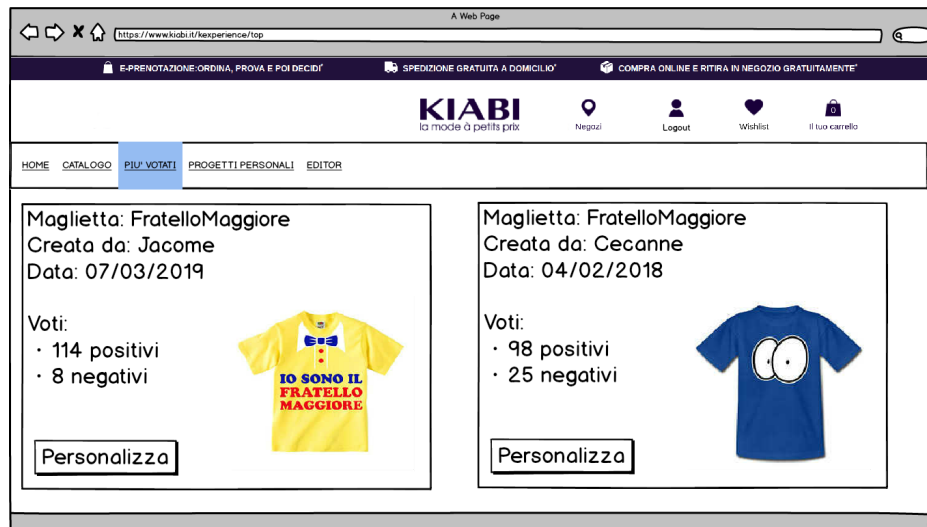 A Web Page
https://www.kiabi.it/kexperience/top
E-PRENOTAZIONE:ORDINA, PROVA E POI DECIDI*
SPEDIZIONE GRATUITA A DOMICILIO*
COMPRA ONLINE E RITIRA IN NEGOZIO GRATUITAMENTE*
KIABI
la mode à petits prix
Negozi
Logout
Wishlist
0
Il tuo carrello
HOME CATALOGO PIU' VOTATI PROGETTI PERSONALI EDITOR
Maglietta: FratelloMaggiore
Creata da: Jacome
Data: 07/03/2019
Voti:
• 114 positivi
• 8 negativi
IO SONO IL
FRATELLO
MAGGIORE
Personalizza
Maglietta: FratelloMaggiore
Creata da: Cecanne
Data: 04/02/2018
Voti:
• 98 positivi
• 25 negativi
Personalizza